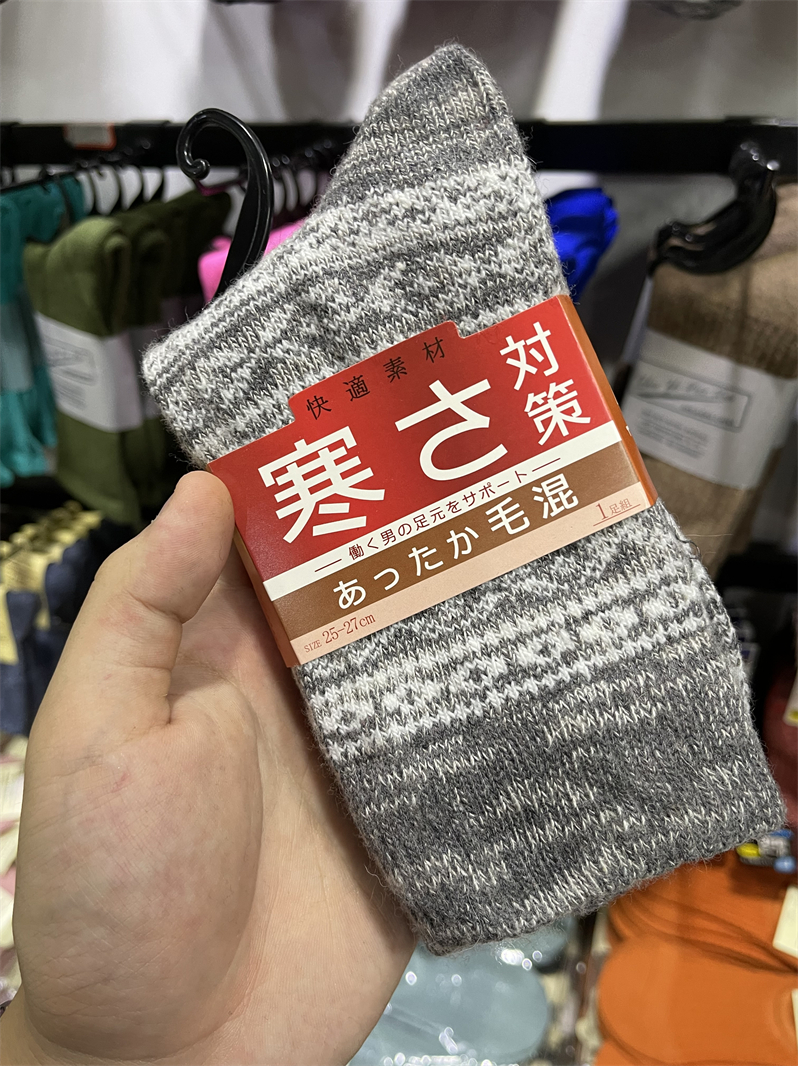 快適素材
寒さ対策
働く男の足元をサポート
あったか毛混
1足組
SIZE 25-27cm